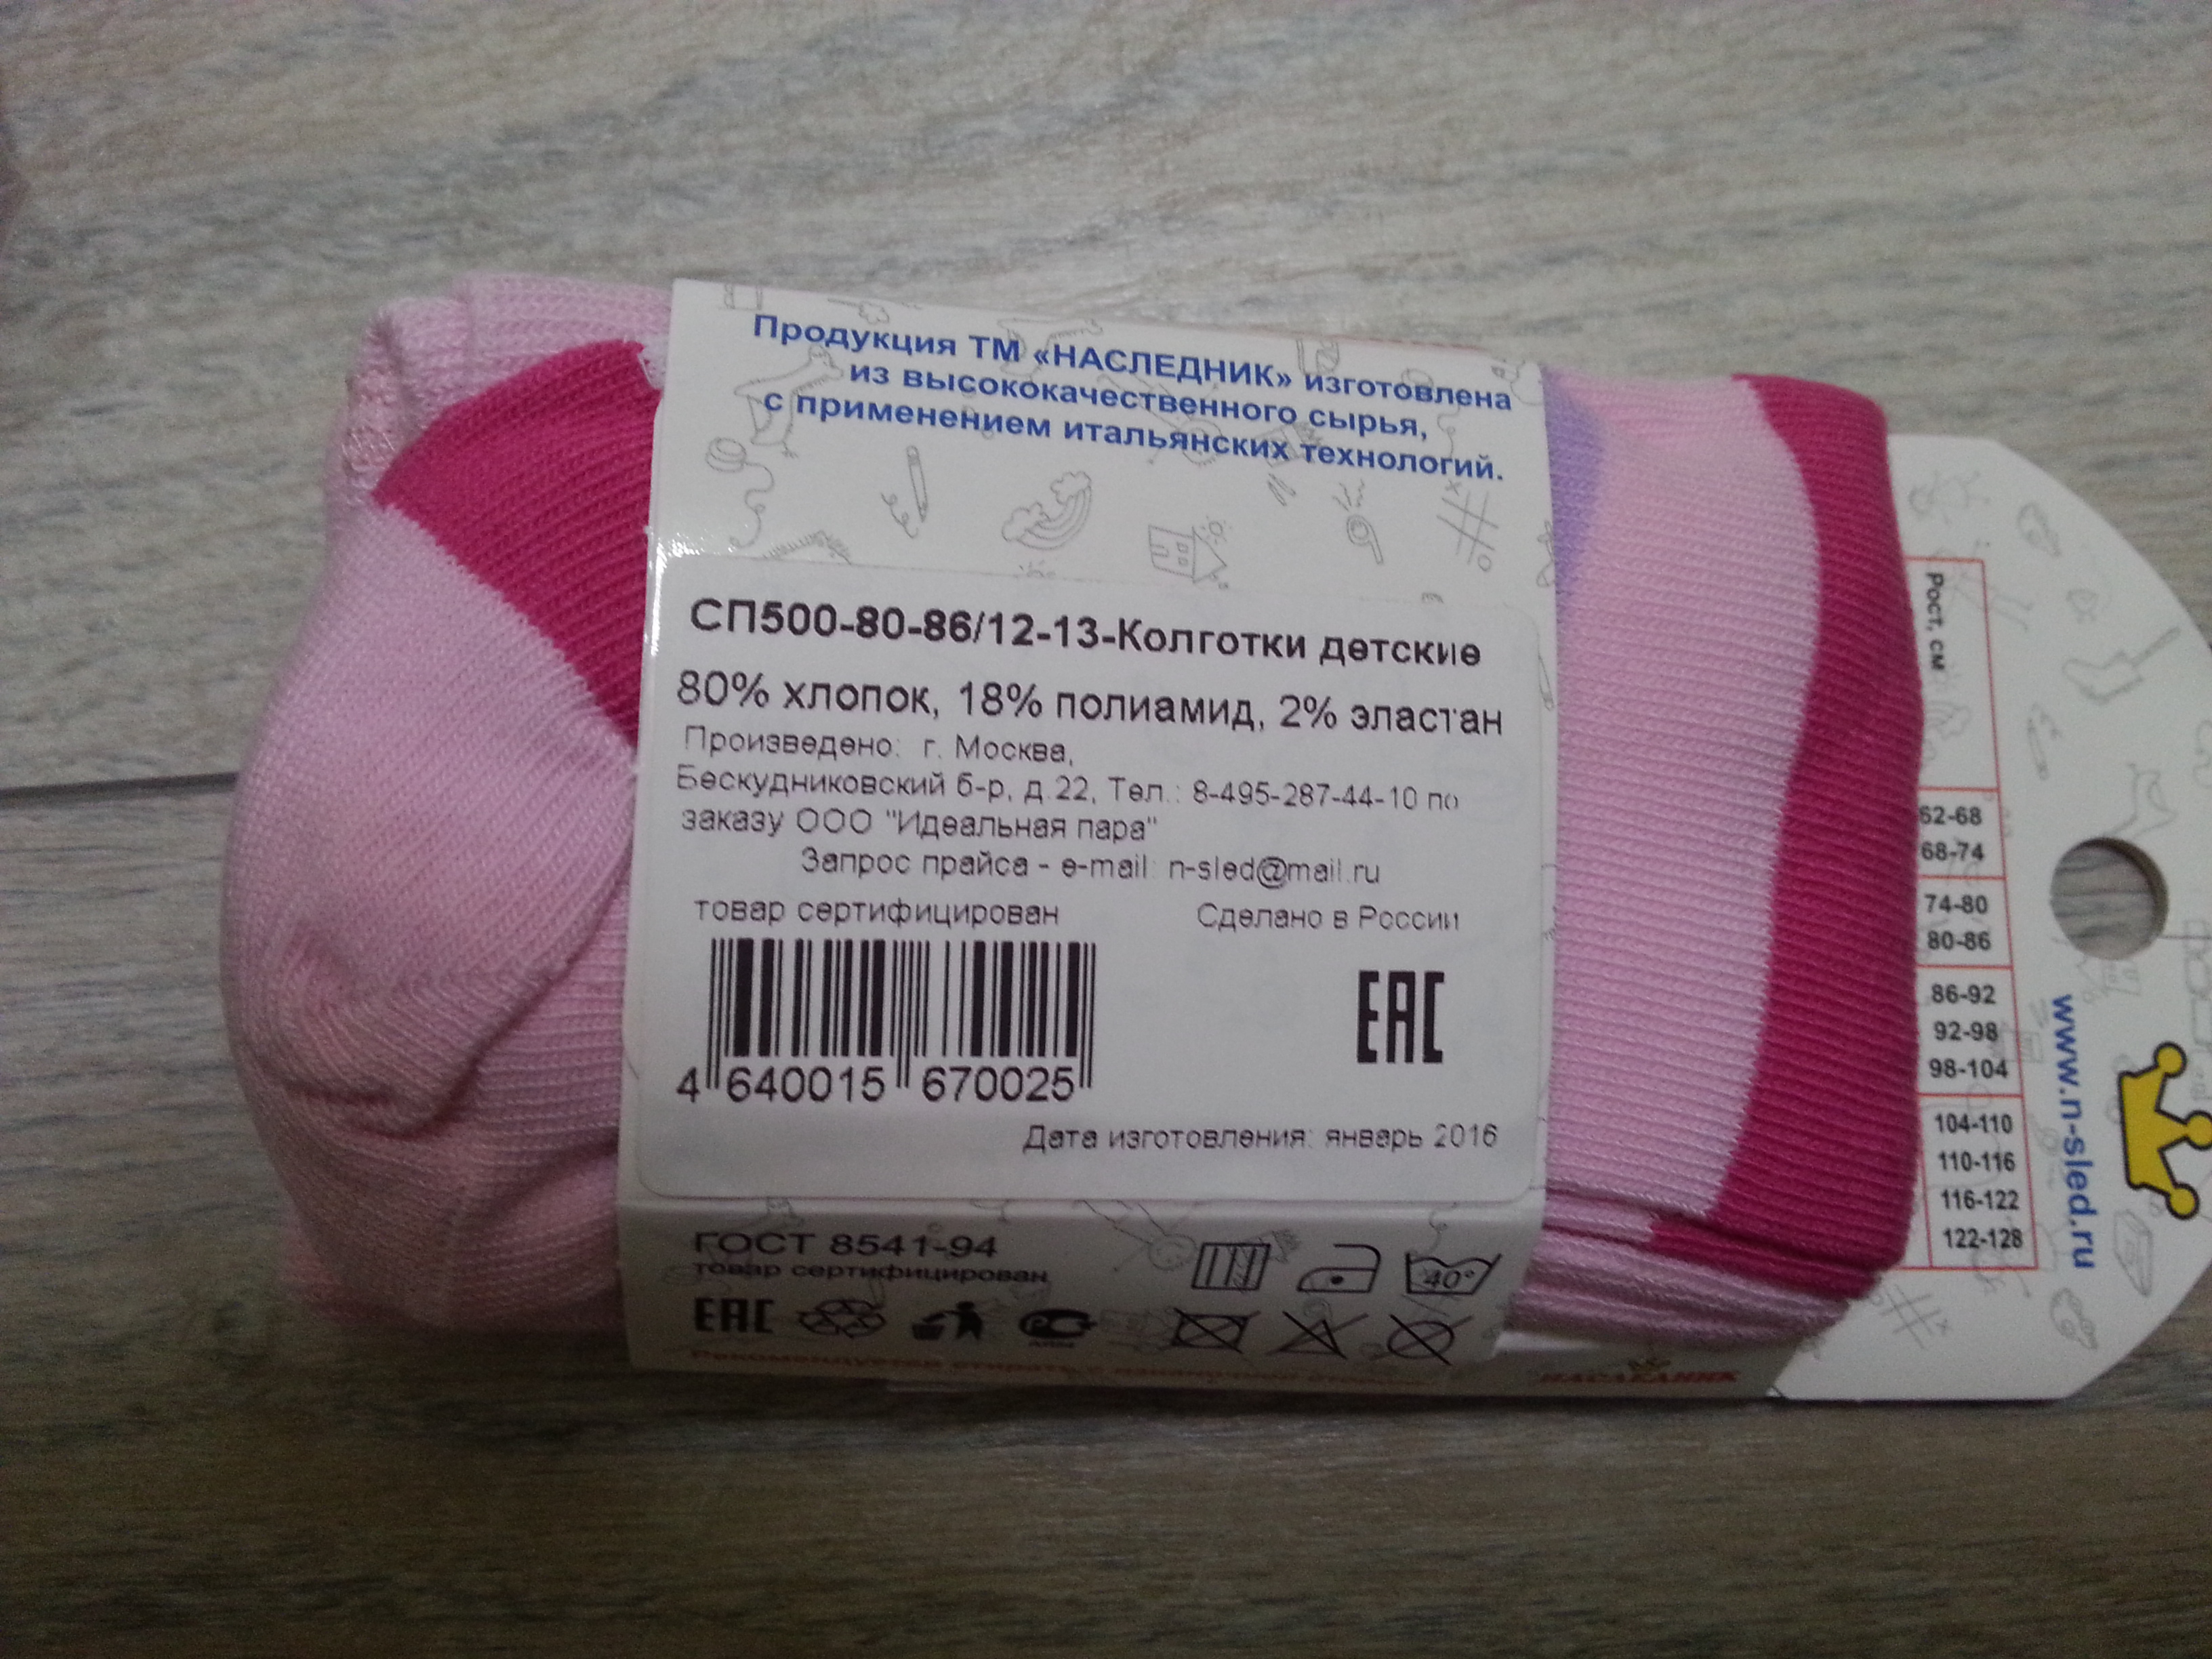 Продукция ТМ «НАСЛЕДНИК» изготовлена
из высококачественного сырья,
с применением итальянских технологий.
СП500-80-86/12-13-Колготки детские
80% хлопок, 18% полиамид, 2% эластан
Произведено: г. Москва,
Бескудниковский б-р, д.22, Тел.: 8-495-287-44-10 по
заказу ООО "Идеальная пара"
Запрос прайса - e-mail: n-sled@mail.ru
товар сертифицирован Сделано в России
EAC
4 640015 670025
Дата изготовления: январь 2016
ГОСТ 8541-94
товар сертифицирован
40°
EAC
Рекомендуется стирать с
НАСЛЕДНИК
Рост, см
62-68
68-74
74-80
80-86
86-92
92-98
98-104
104-110
110-116
116-122
122-128
www.n-sled.ru